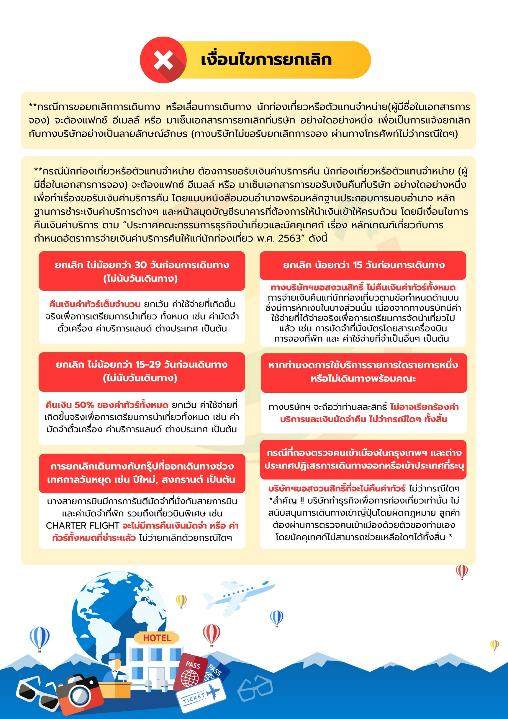 เงื่อนไขการยกเลิก
**กรณีการขอยกเลิกการเดินทาง หรือเลื่อนการเดินทาง นักท่องเที่ยวหรือตัวแทนจำหน่าย(ผู้มีชื่อในเอกสารการ
จอง) จะต้องแฟกซ์ อีเมลล์ หรือ มาเซ็นเอกสารการยกเลิกที่บริษัท อย่างใดอย่างหนึ่ง เพื่อเป็นการแจ้งยกเลิก
กับทางบริษัทอย่างเป็นลายลักษณ์อักษร (ทางบริษัทไม่ขอรับยกเลิกการจอง ผ่านทางโทรศัพท์ไม่ว่ากรณีใดๆ)
**กรณีนักท่องเที่ยวหรือตัวแทนจำหน่าย ต้องการขอรับเงินค่าบริการคืน นักท่องเที่ยวหรือตัวแทนจำหน่าย (ผู้
มีชื่อในเอกสารการจอง) จะต้องแฟกซ์ อีเมลล์ หรือ มาเซ็นเอกสารการขอรับเงินคืนที่บริษัท อย่างใดอย่างหนึ่ง
เพื่อทำเรื่องขอรับเงินค่าบริการคืน โดยแนบหนังสือมอบอำนาจพร้อมหลักฐานประกอบการมอบอำนาจ หลัก
ฐานการชำระเงินค่าบริการต่างๆ และหน้าสมุดบัญชีธนาคารที่ต้องการให้นำเงินเข้าให้ครบถ้วน โดยมีเงื่อนไขการ
คืนเงินค่าบริการ ตาม “ประกาศคณะกรรมการธุรกิจนำเที่ยวและมัคคุเทศก์ เรื่อง หลักเกณฑ์เกี่ยวกับการ
กำหนดอัตราการจ่ายเงินค่าบริการคืนให้แก่นักท่องเที่ยว พ.ศ. 2563” ดังนี้
ยกเลิก ไม่น้อยกว่า 30 วันก่อนการเดินทาง
(ไม่นับวันเดินทาง)
คืนเงินค่าทัวร์เต็มจำนวน ยกเว้น ค่าใช้จ่ายที่เกิดขึ้น
จริงเพื่อการเตรียมการนำเที่ยว ทั้งหมด เช่น ค่ามัดจำ
ตั๋วเครื่อง ค่าบริการแลนด์ ต่างประเทศ เป็นต้น
ยกเลิก ไม่น้อยกว่า 15-29 วันก่อนเดินทาง
(ไม่นับวันเดินทาง)
คืนเงิน 50% ของค่าทัวร์ทั้งหมด ยกเว้น ค่าใช้จ่ายที่
เกิดขึ้นจริงเพื่อการเตรียมการนำเที่ยวทั้งหมด เช่น ค่า
มัดจำตั๋วเครื่อง ค่าบริการแลนด์ ต่างประเทศ เป็นต้น
การยกเลิกเดินทางกับกรุ๊ปที่ออกเดินทางช่วง
เทศกาลวันหยุด เช่น ปีใหม่, สงกรานต์ เป็นต้น
บางสายการบินมีการการันตีมัดจำที่นั่งกับสายการบิน
และค่ามัดจำที่พัก รวมถึงเที่ยวบินพิเศษ เช่น
CHARTER FLIGHT จะไม่มีการคืนเงินมัดจำ หรือ ค่า
ทัวร์ทั้งหมดที่ชำระแล้ว ไม่ว่ายกเลิกด้วยกรณีใดๆ
ยกเลิก น้อยกว่า 15 วันก่อนการเดินทาง
ทางบริษัทฯขอสงวนสิทธิ์ ไม่คืนเงินค่าทัวร์ทั้งหมด
การจ่ายเงินคืนแก่นักท่องเที่ยวตามข้อกำหนดด้านบน
ซึ่งมีการหักเงินในบางส่วนนั้น เนื่องจากทางบริษัทมีค่า
ใช้จ่ายที่ได้จ่ายจริงเพื่อการเตรียมการจัดนำเที่ยวไป
แล้ว เช่น การมัดจำที่นั่งบัตรโดยสารเครื่องบิน
การจองที่พัก และ ค่าใช้จ่ายที่จำเป็นอื่นๆ เป็นต้น
หากท่านงดการใช้บริการรายการใดรายการหนึ่ง
หรือไม่เดินทางพร้อมคณะ
ทางบริษัทฯ จะถือว่าท่านสละสิทธิ์ ไม่อาจเรียกร้องค่า
บริการและเงินมัดจำคืน ไม่ว่ากรณีใดๆ ทั้งสิ้น
กรณีที่กองตรวจคนเข้าเมืองในกรุงเทพฯ และต่าง
ประเทศปฏิเสธการเดินทางออกหรือเข้าประเทศที่ระบุ
บริษัทฯขอสงวนสิทธิ์ที่จะไม่คืนค่าทัวร์ ไม่ว่ากรณีใดๆ
*สำคัญ !! บริษัททำธุรกิจเพื่อการท่องเที่ยวเท่านั้น ไม่
สนับสนุนการเดินทางเข้าญี่ปุ่นโดยผิดกฎหมาย ลูกค้า
ต้องผ่านการตรวจคนเข้าเมืองด้วยตัวของท่านเอง
โดยมัคคุเทศก์ไม่สามารถช่วยเหลือใดๆได้ทั้งสิ้น *
HOTEL
PASS
PASS
TICKET